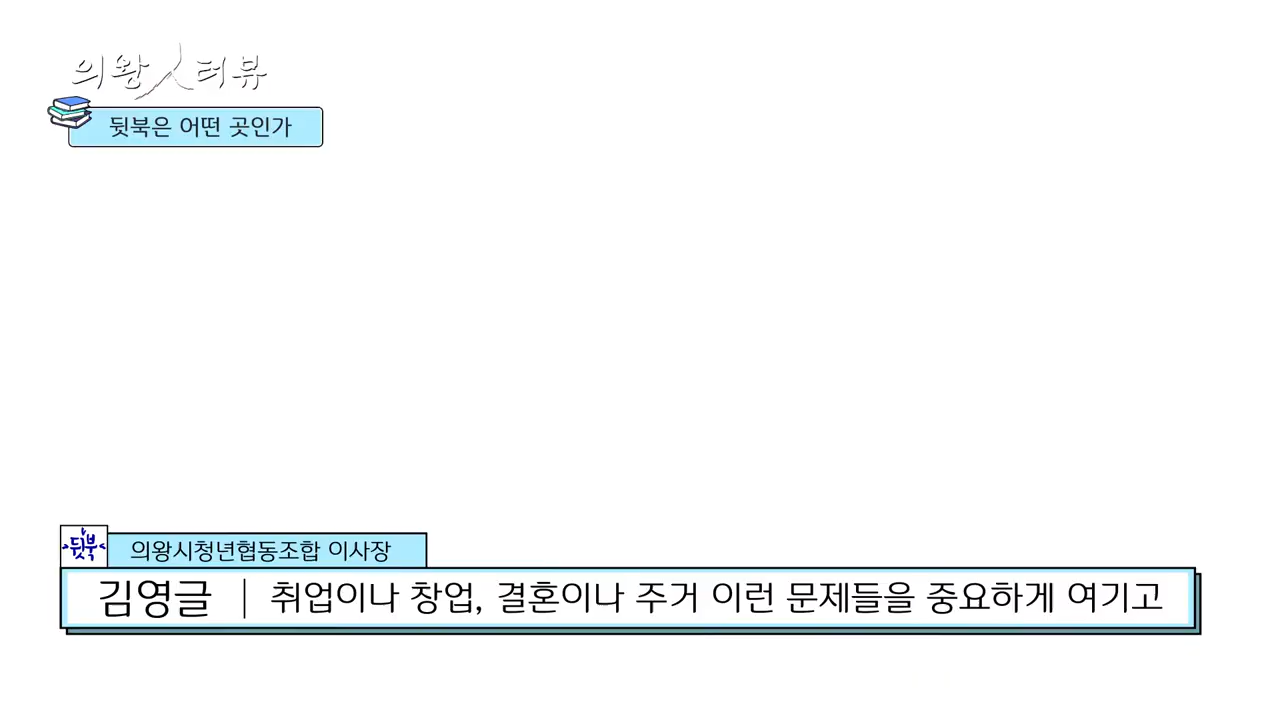 의왕人터뷰
뒷북은 어떤 곳인가
뒷북
의왕시청년협동조합 이사장
김영글 | 취업이나 창업, 결혼이나 주거 이런 문제들을 중요하게 여기고